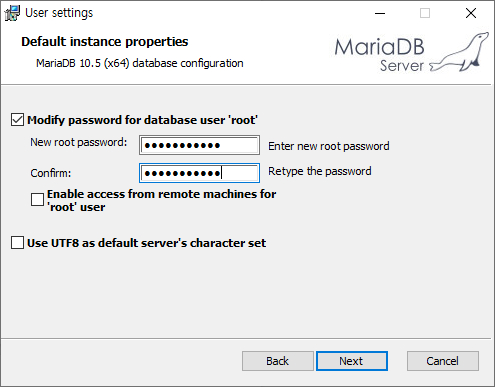 User settings
Default instance properties
MariaDB 10.5 (x64) database configuration
MariaDB
Server
Modify password for database user 'root'
New root password: ●●●●●●●●●●● Enter new root password
Confirm: ●●●●●●●●●●● Retype the password
Enable access from remote machines for
'root' user
Use UTF8 as default server's character set
Back Next Cancel